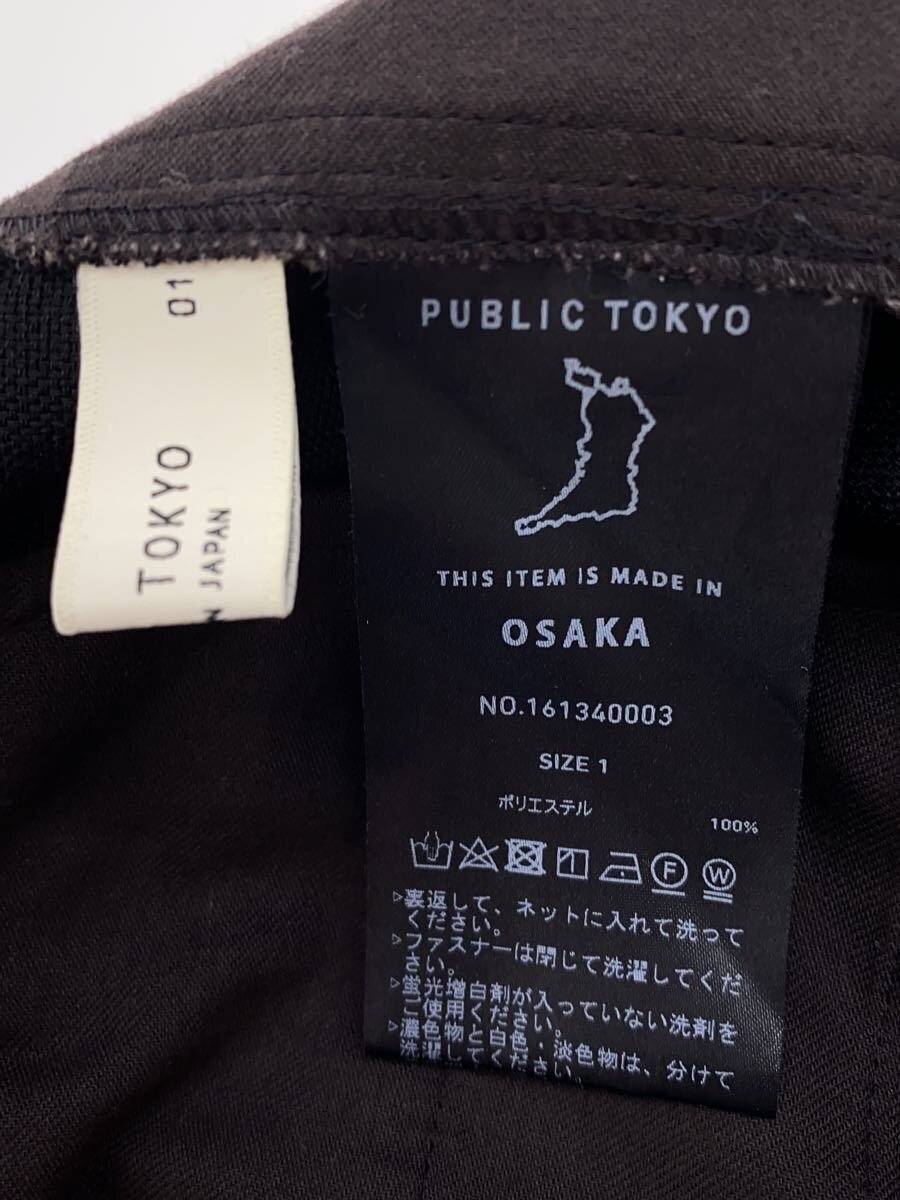 01
TOKYO
N JAPAN
PUBLIC TOKYO
THIS ITEM IS MADE IN
OSAKA
NO.161340003
SIZE 1
ポリエステル
100%
F W
▷裏返して、ネットに入れて洗って
ください。
▷ファスナーは閉じて洗濯してくだ
さい。
▷蛍光増白剤が入っていない洗剤を
ご使用ください。
▷濃色物と白色・淡色物は、分けて
洗濯してください。